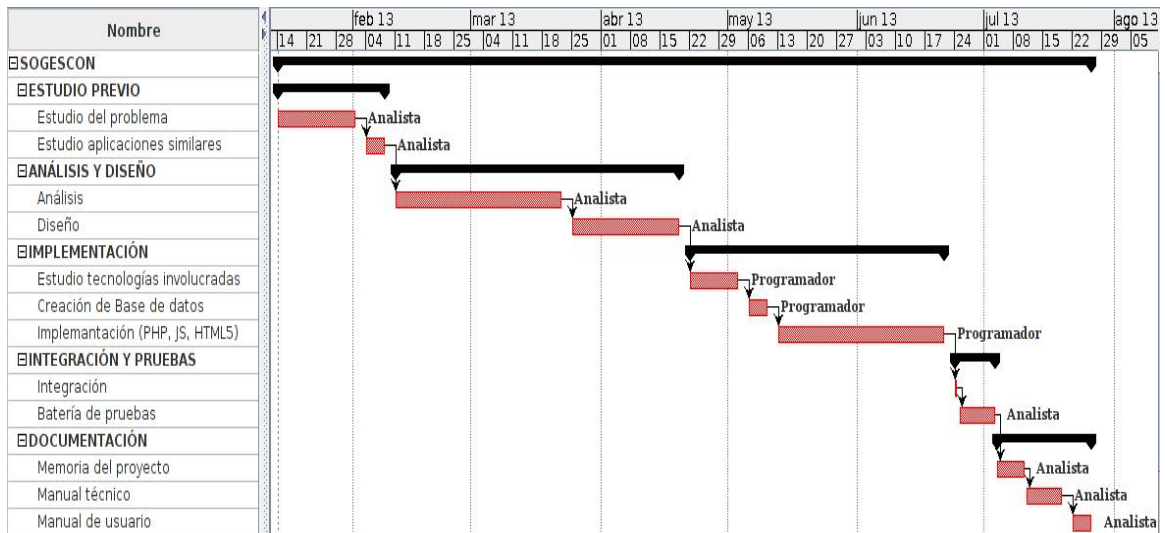 Nombre
feb 13 mar 13 abr 13 may 13 jun 13 jul 13 ago 13
14 21 28 04 11 18 25 04 11 18 25 01 08 15 22 29 06 13 20 27 03 10 17 24 01 08 15 22 29 05
SOGESCON
ESTUDIO PREVIO
Estudio del problema Analista
Estudio aplicaciones similares Analista
ANÁLISIS Y DISEÑO
Análisis Analista
Diseño Analista
IMPLEMENTACIÓN
Estudio tecnologías involucradas Programador
Creación de Base de datos Programador
Implemantación (PHP, JS, HTML5) Programador
INTEGRACIÓN Y PRUEBAS
Integración
Batería de pruebas Analista
DOCUMENTACIÓN
Memoria del proyecto Analista
Manual técnico Analista
Manual de usuario Analista